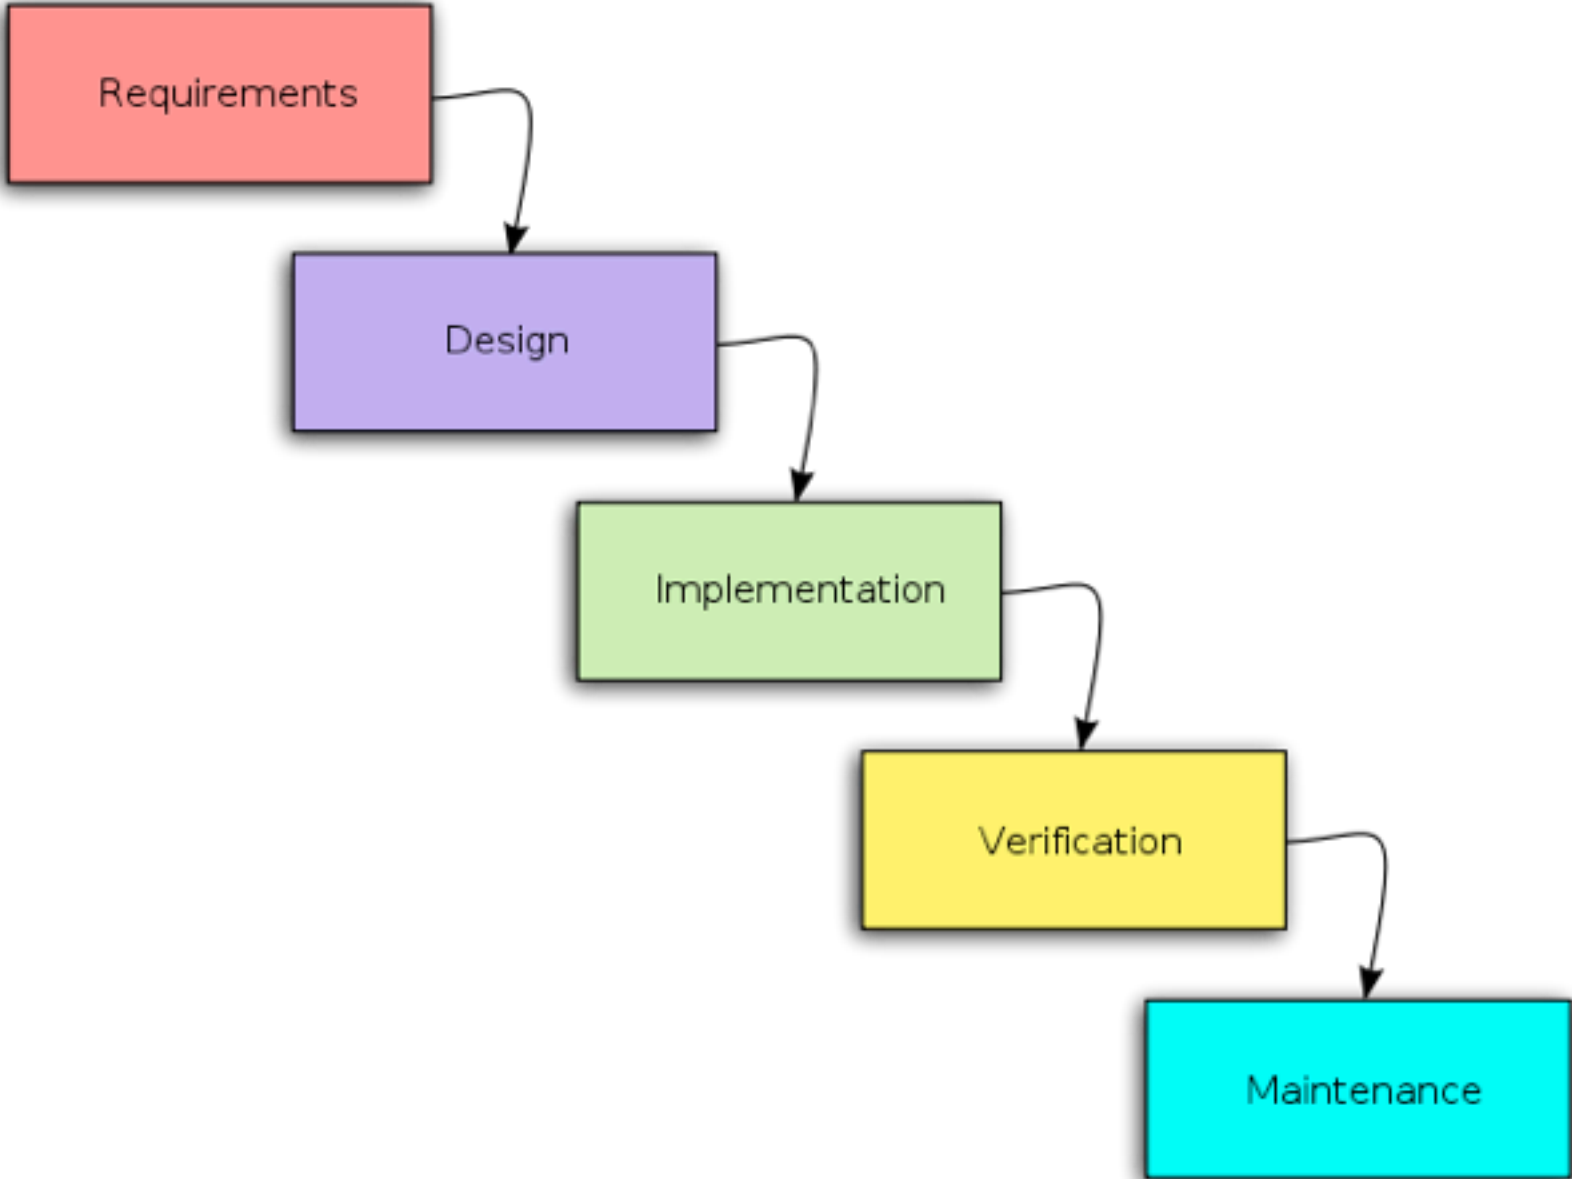 Requirements
Design
Implementation
Verification
Maintenance